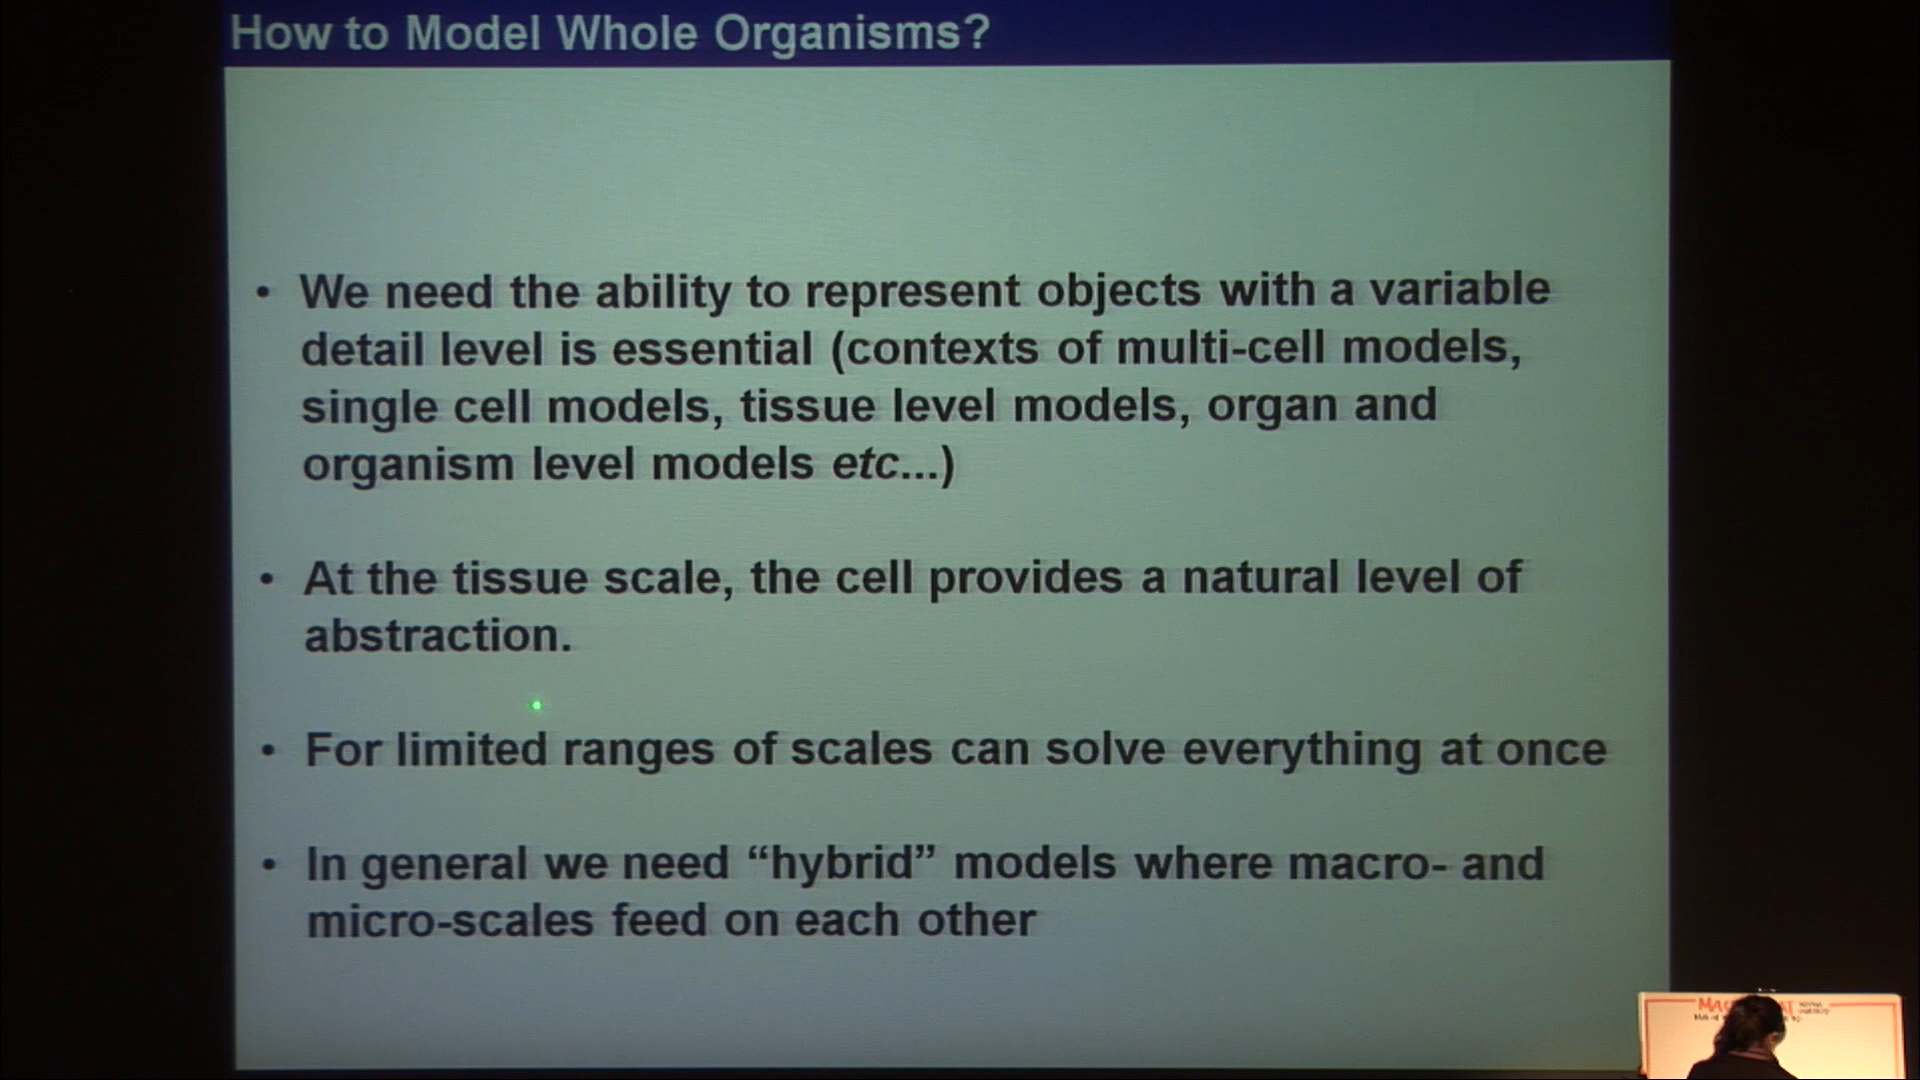 How to Model Whole Organisms?
• We need the ability to represent objects with a variable
detail level is essential (contexts of multi-cell models,
single cell models, tissue level models, organ and
organism level models etc...)
• At the tissue scale, the cell provides a natural level of
abstraction.
• For limited ranges of scales can solve everything at once
• In general we need “hybrid” models where macro- and
micro-scales feed on each other